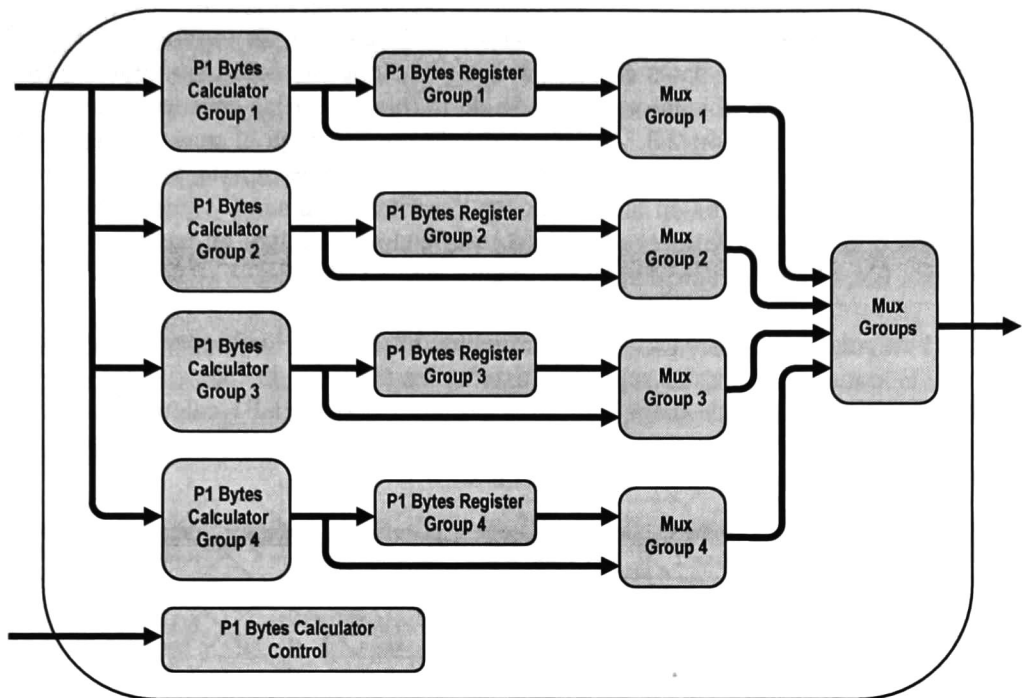 P1 Bytes
Calculator
Group 1
P1 Bytes Register
Group 1
Mux
Group 1
P1 Bytes
Calculator
Group 2
P1 Bytes Register
Group 2
Mux
Group 2
Mux
Groups
P1 Bytes
Calculator
Group 3
P1 Bytes Register
Group 3
Mux
Group 3
P1 Bytes
Calculator
Group 4
P1 Bytes Register
Group 4
Mux
Group 4
P1 Bytes Calculator
Control